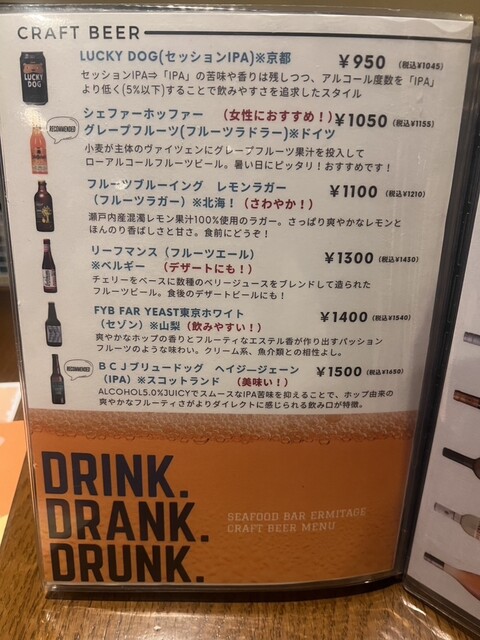 CRAFT BEER
LUCKY DOG(セッションIPA)※京都 ¥950 (税込¥1045)
セッションIPA⇒「IPA」の苦味や香りは残しつつ、アルコール度数を「IPA」
より低く(5%以下)することで飲みやすさを追求したスタイル
LUCKY
DOG
シェファーホッファー (女性におすすめ!) ¥1050 (税込¥1155)
グレープフルーツ(フルーツラドラー)※ドイツ
RECOMMENDED
小麦が主体のヴァイツェンにグレープフルーツ果汁を投入して
ローアルコールフルーツビール。暑い日にピッタリ!おすすめです!
フルーツブルーイング レモンラガー ¥1100 (税込¥1210)
(フルーツラガー)※北海! (さわやか!)
瀬戸内産混濁レモン果汁100%使用のラガー。さっぱり爽やかなレモンと
ほんのり香ばしさと甘さ。食前にどうぞ!
リーフマンス(フルーツエール) ¥1300 (税込¥1430)
※ベルギー (デザートにも!)
チェリーをベースに数種のベリージュースをブレンドして造られた
フルーツビール。食後のデザートビールにも!
FYB FAR YEAST東京ホワイト ¥1400 (税込¥1540)
(セゾン)※山梨(飲みやすい!)
爽やかなホップの香りとフルーティなエステル香が作り出すパッション
フルーツのような味わい。クリーム系、魚介類との相性よし。
RECOMMENDED
BCJブリュードッグ ヘイジージェーン ¥1500 (税込¥1650)
(IPA)※スコットランド (美味い!)
ALCOHOL5.0%JUICYでスムースなIPA苦味を抑えることで、ホップ由来の
爽やかなフルーティさがよりダイレクトに感じられる飲み口が特徴。
DRINK.
DRANK.
DRUNK.
SEAFOOD BAR ERMITAGE
CRAFT BEER MENU